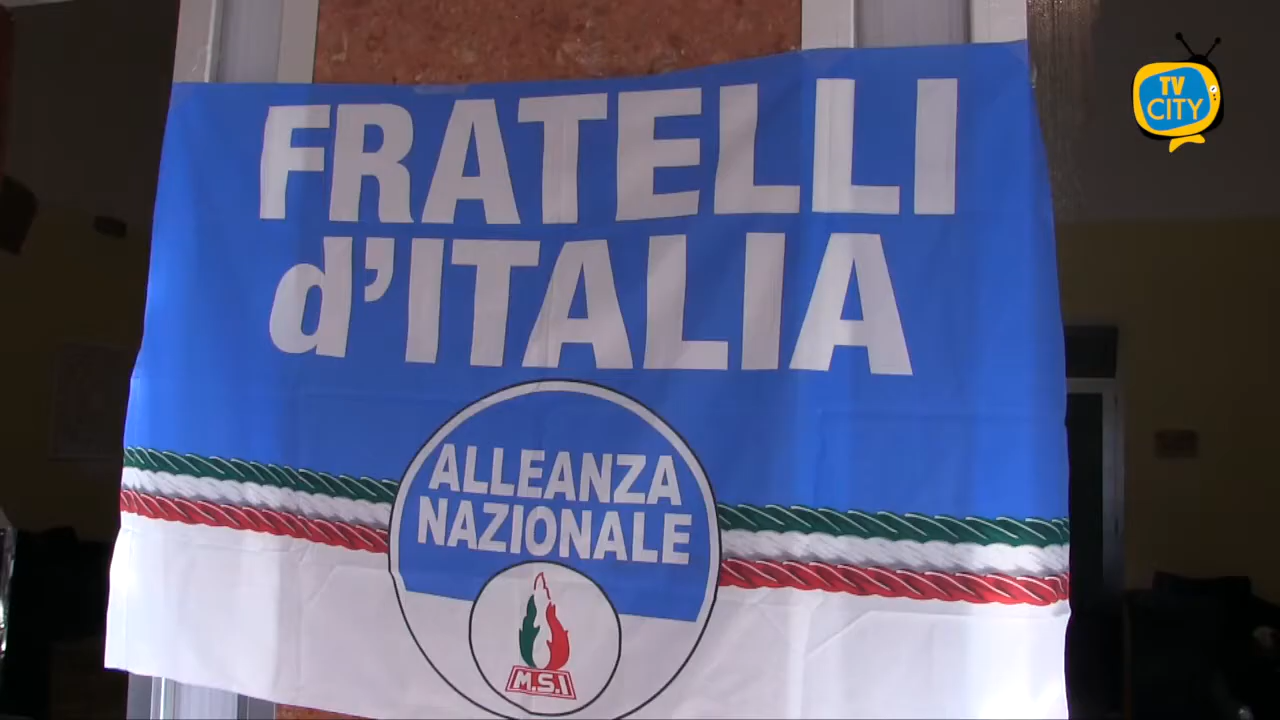 TV
CITY
FRATELLI
d'ITALIA
ALLEANZA
NAZIONALE
M.S.I